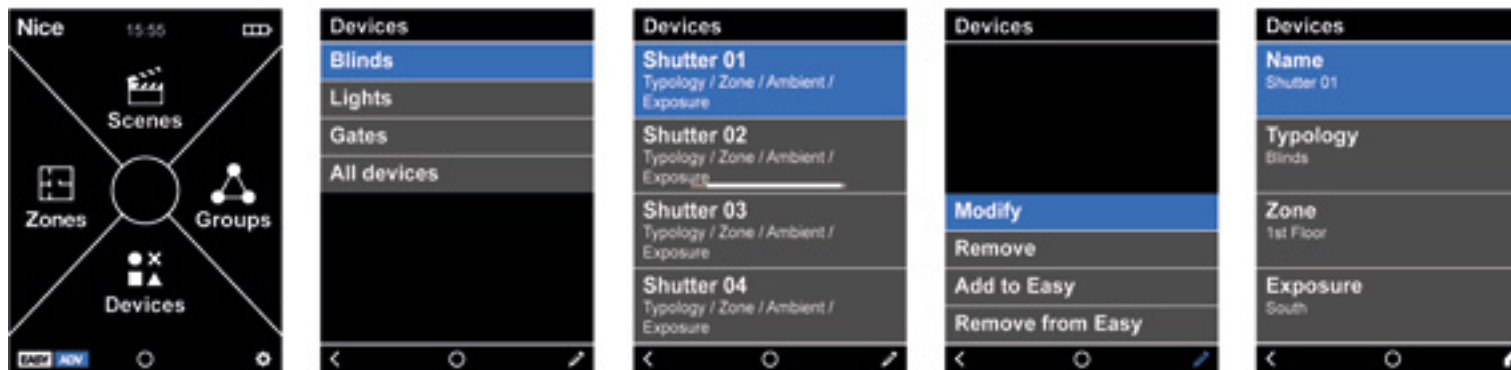 Nice 15:55
Scenes
Zones
Groups
Devices
EASY ADV
Devices
Blinds
Lights
Gates
All devices
Devices
Shutter 01
Typology / Zone / Ambient /
Exposure
Shutter 02
Typology / Zone / Ambient /
Exposure
Shutter 03
Typology / Zone / Ambient /
Exposure
Shutter 04
Typology / Zone / Ambient /
Exposure
Devices
Modify
Remove
Add to Easy
Remove from Easy
Devices
Name
Shutter 01
Typology
Blinds
Zone
1st Floor
Exposure
South